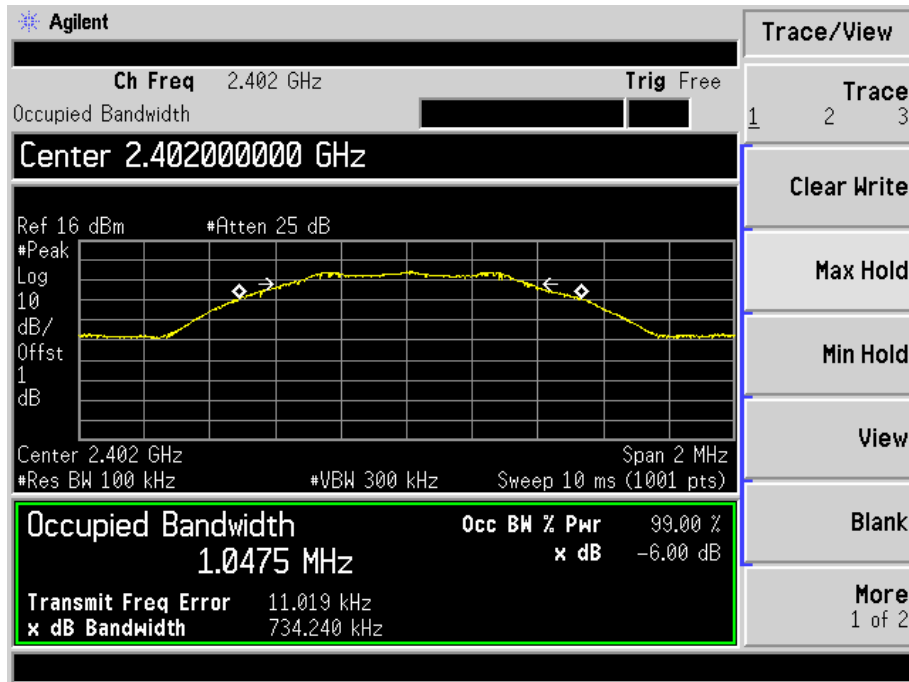 Agilent
Trace/View
Ch Freq 2.402 GHz Trig Free
Occupied Bandwidth
Trace
1 2 3
Center 2.402000000 GHz
Clear Write
Ref 16 dBm #Atten 25 dB
#Peak
Log
10
dB/
Offst
1
dB
Max Hold
Min Hold
Center 2.402 GHz Span 2 MHz
#Res BW 100 kHz #VBW 300 kHz Sweep 10 ms (1001 pts)
View
Occupied Bandwidth Occ BW % Pwr 99.00 %
1.0475 MHz x dB -6.00 dB
Blank
Transmit Freq Error 11.019 kHz
x dB Bandwidth 734.240 kHz
More
1 of 2